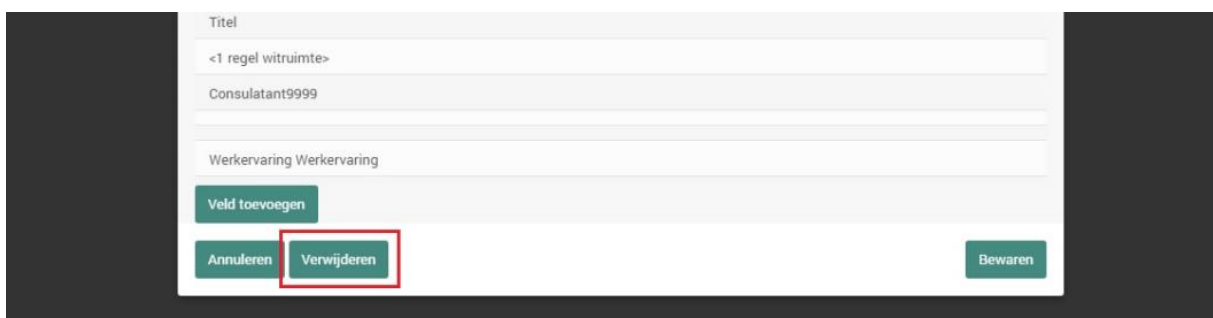 Titel
<1 regel witruimte>
Consulatant9999
Werkervaring Werkervaring
Veld toevoegen
Annuleren Verwijderen Bewaren